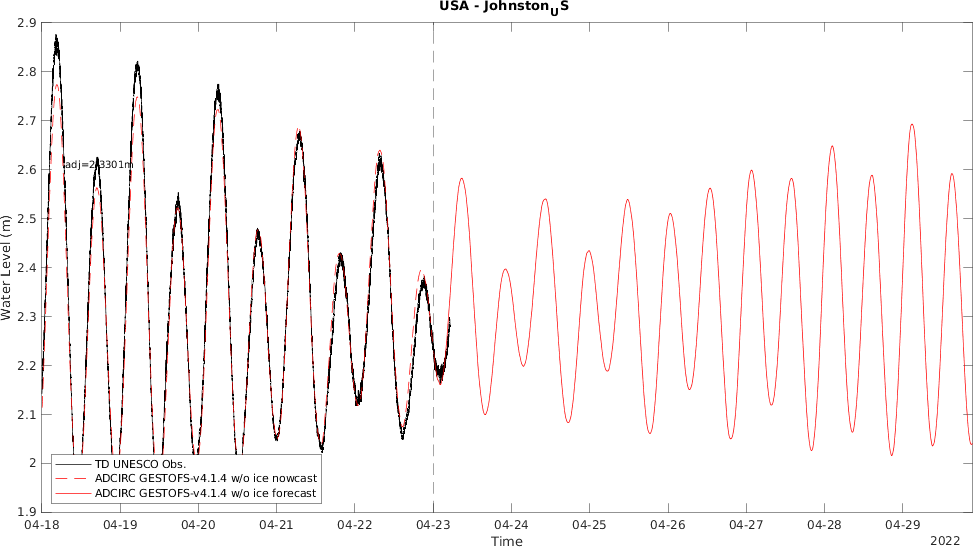 USA - Johnston_US
Water Level (m)
2.9
2.8
2.7
2.6
2.5
2.4
2.3
2.2
2.1
2
1.9
adj=2.3301m
TD UNESCO Obs.
ADCIRC GESTOFS-v4.1.4 w/o ice nowcast
ADCIRC GESTOFS-v4.1.4 w/o ice forecast
04-18 04-19 04-20 04-21 04-22 04-23 04-24 04-25 04-26 04-27 04-28 04-29
Time
2022